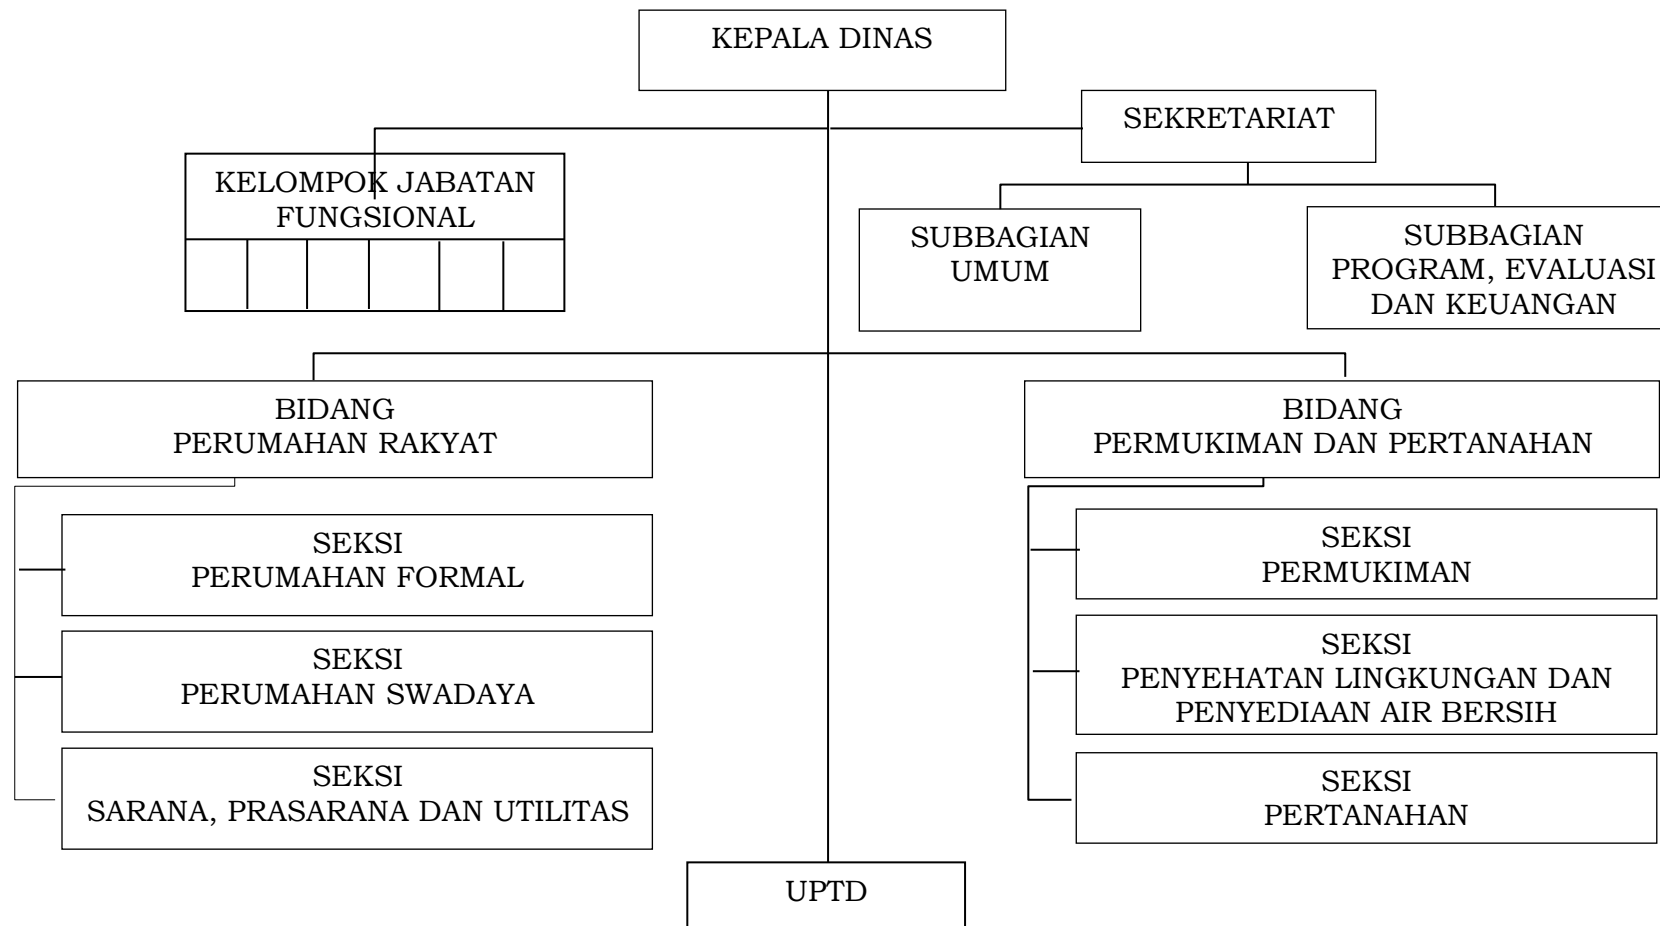 KEPALA DINAS
SEKRETARIAT
KELOMPOK JABATAN
FUNGSIONAL
SUBBAGIAN
UMUM
SUBBAGIAN
PROGRAM, EVALUASI
DAN KEUANGAN
BIDANG
PERUMAHAN RAKYAT
BIDANG
PERMUKIMAN DAN PERTANAHAN
SEKSI
PERUMAHAN FORMAL
SEKSI
PERUMAHAN SWADAYA
SEKSI
SARANA, PRASARANA DAN UTILITAS
SEKSI
PERMUKIMAN
SEKSI
PENYEHATAN LINGKUNGAN DAN
PENYEDIAAN AIR BERSIH
SEKSI
PERTANAHAN
UPTD